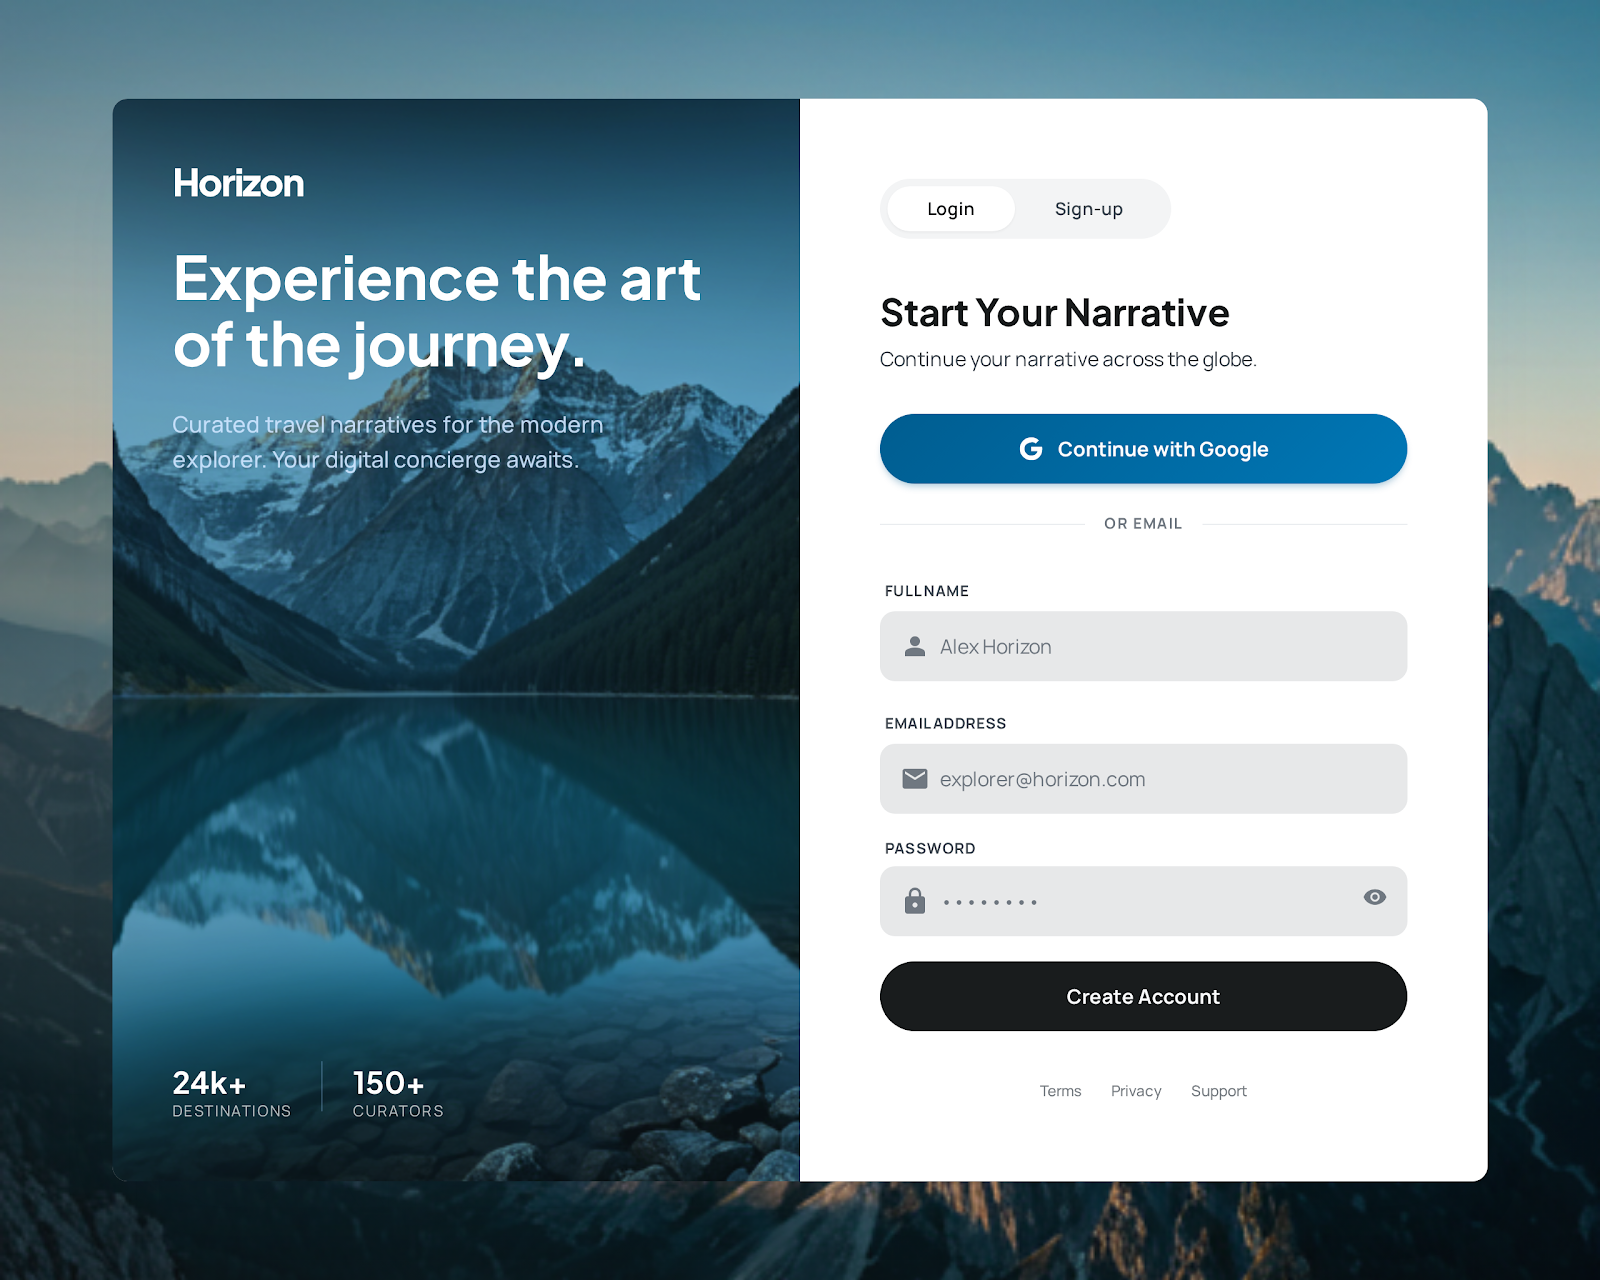 Horizon
Experience the art
of the journey.
Curated travel narratives for the modern
explorer. Your digital concierge awaits.
24k+
DESTINATIONS
150+
CURATORS
Login
Sign-up
Start Your Narrative
Continue your narrative across the globe.
Continue with Google
OR EMAIL
FULL NAME
Alex Horizon
EMAIL ADDRESS
explorer@horizon.com
PASSWORD
••••••••
Create Account
Terms
Privacy
Support